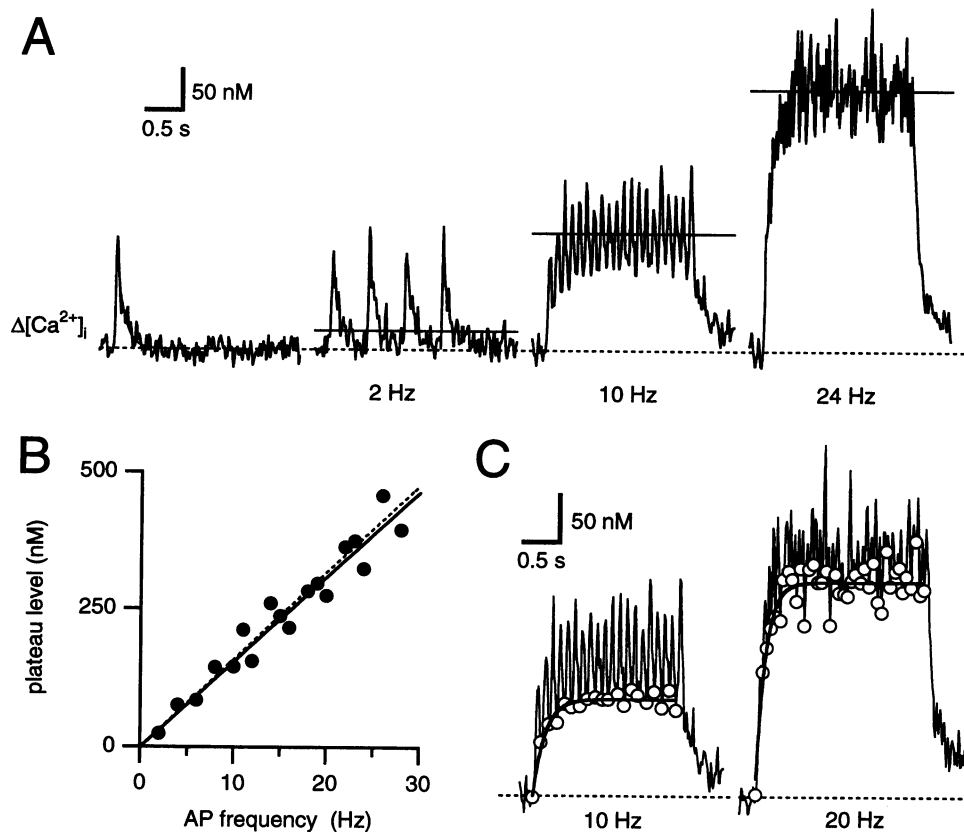 A
50 nM
0.5 s
Δ[Ca²⁺]ᵢ
2 Hz
10 Hz
24 Hz
B
500
250
0
plateau level (nM)
0
10
20
30
AP frequency (Hz)
C
50 nM
0.5 s
10 Hz
20 Hz